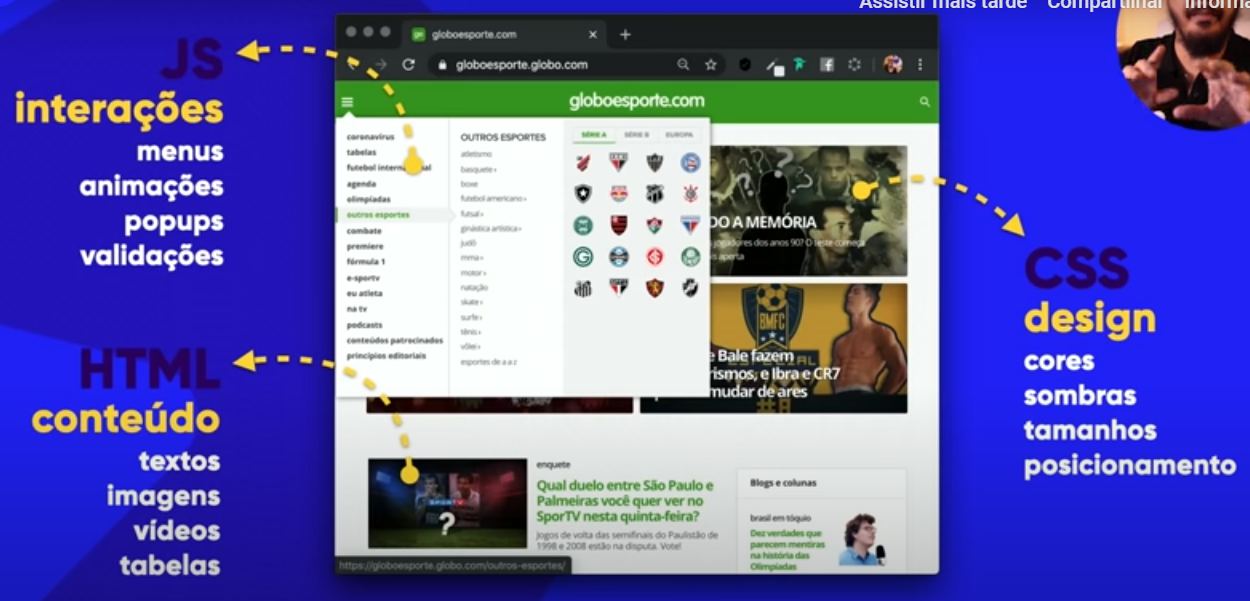 Assistir mais tarde Compartilhar
JS
interações
menus
animações
popups
validações
HTML
conteúdo
textos
imagens
vídeos
tabelas
globoesporte.com
globoesporte.globo.com
globoesporte.com
coronavírus
tabelas
futebol
agenda
olimpíadas
outros esportes
combate
premiere
fórmula 1
e-sportv
eu atleta
na tv
podcasts
conteúdos patrocinados
princípios editoriais
OUTROS ESPORTES
atletismo
basquete ›
boxe
futebol americano ›
futsal ›
ginástica artística ›
judô
mma ›
motor ›
natação
skate ›
surfe ›
tênis ›
vôlei ›
esportes de a a z
SÉRIE A SÉRIE B EUROPA
DO A MEMÓRIA
jogadores dos anos 90? O teste começa
aperta
BMFC
e Bale fazem
rismos, e Ibra e CR7
mudar de ares
SPORTV
?
enquete
Qual duelo entre São Paulo e
Palmeiras você quer ver no
SporTV nesta quinta-feira?
Jogos de volta das semifinais do Paulistão de
1998 e 2008 estão na disputa. Vote!
Blogs e colunas
brasil em tóquio
Dez verdades que
parecem mentiras
na história das
Olimpíadas
https://globoesporte.globo.com/outros-esportes/
CSS
design
cores
sombras
tamanhos
posicionamento